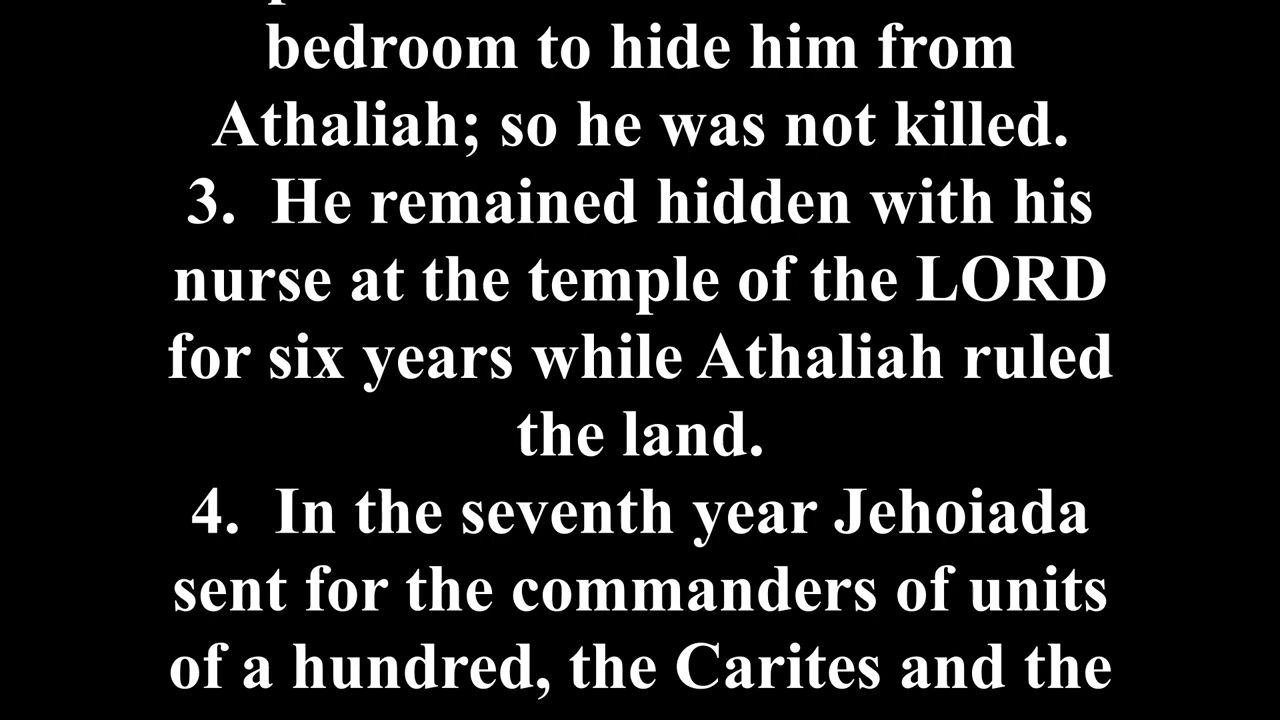 bedroom to hide him from
Athaliah; so he was not killed.
3. He remained hidden with his
nurse at the temple of the LORD
for six years while Athaliah ruled
the land.
4. In the seventh year Jehoiada
sent for the commanders of units
of a hundred, the Carites and the